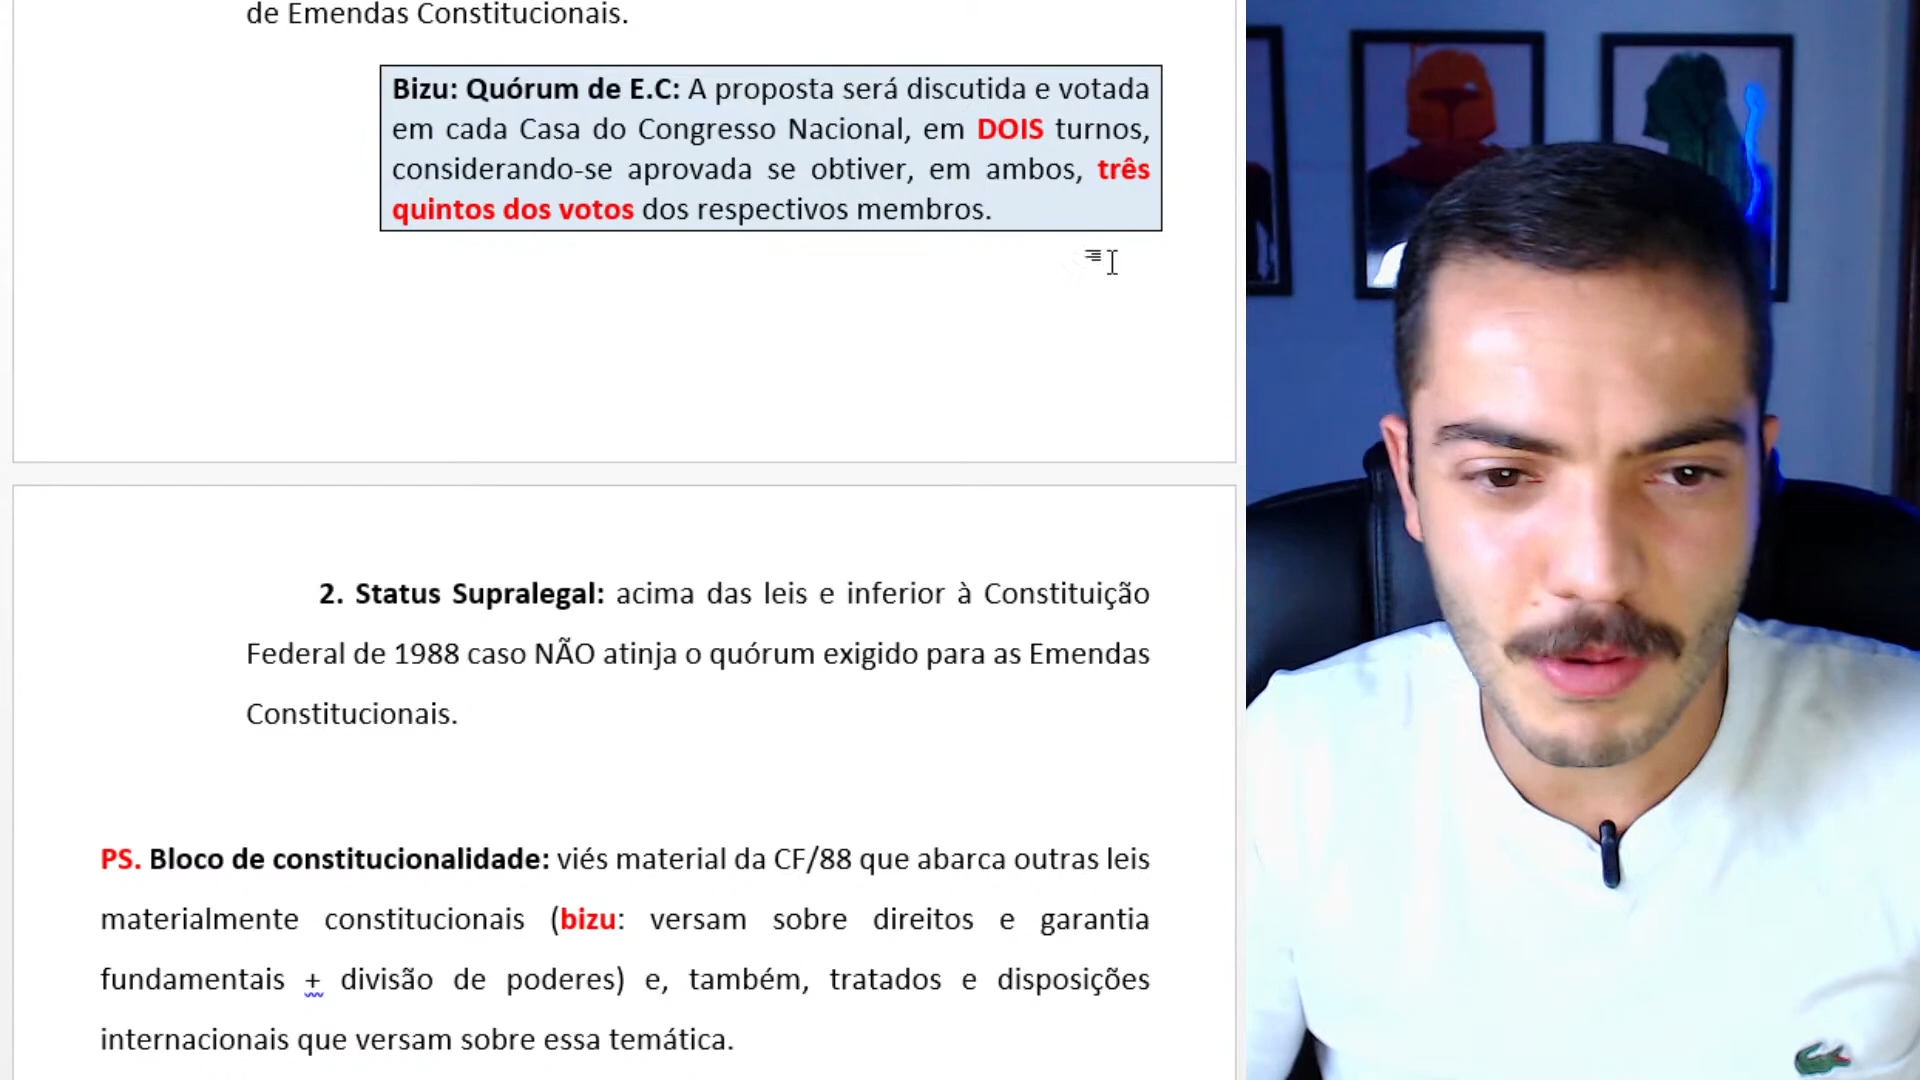 de Emendas Constitucionais.
Bizu: Quórum de E.C: A proposta será discutida e votada
em cada Casa do Congresso Nacional, em DOIS turnos,
considerando-se aprovada se obtiver, em ambos, três
quintos dos votos dos respectivos membros.
2. Status Supralegal: acima das leis e inferior à Constituição
Federal de 1988 caso NÃO atinja o quórum exigido para as Emendas
Constitucionais.
PS. Bloco de constitucionalidade: viés material da CF/88 que abarca outras leis
materialmente constitucionais (bizu: versam sobre direitos e garantia
fundamentais + divisão de poderes) e, também, tratados e disposições
internacionais que versam sobre essa temática.